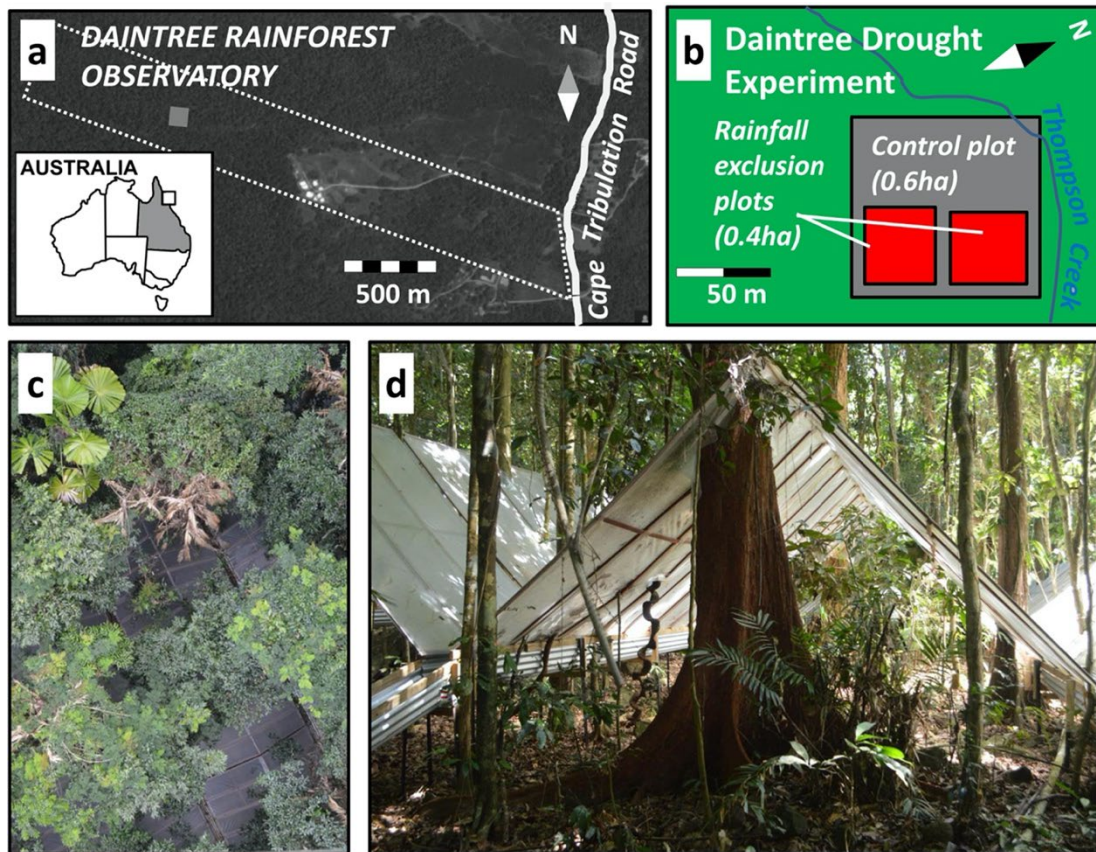 a
DAINTREE RAINFOREST
OBSERVATORY
N
Cape Tribulation Road
AUSTRALIA
500 m
b
Daintree Drought
Experiment
N
Thompson Creek
Rainfall
exclusion
plots
(0.4ha)
Control plot
(0.6ha)
50 m
c
d